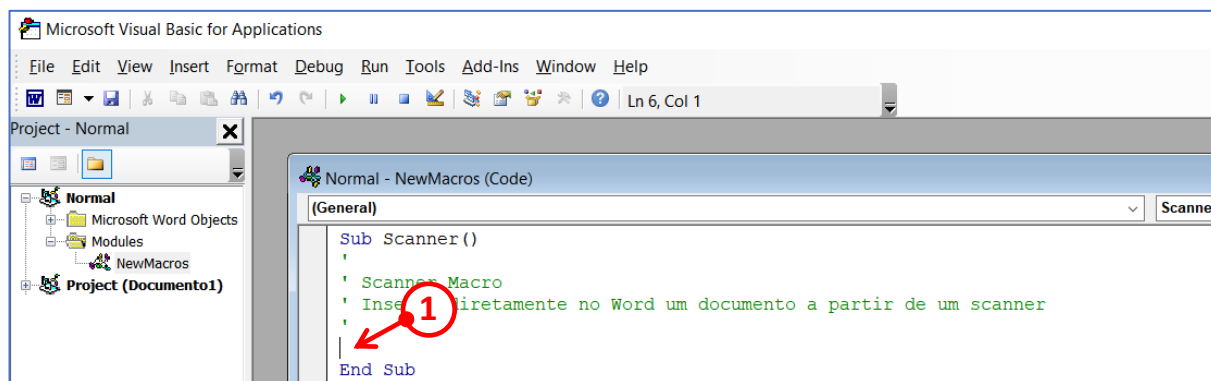 Microsoft Visual Basic for Applications
File Edit View Insert Format Debug Run Tools Add-Ins Window Help
Ln 6, Col 1
Project - Normal
Normal - NewMacros (Code)
Normal
(General) Scanne
Microsoft Word Objects
Modules
NewMacros
Project (Documento1)
Sub Scanner()
'
' Scanner Macro
' Inse diretamente no Word um documento a partir de um scanner
'
1
End Sub